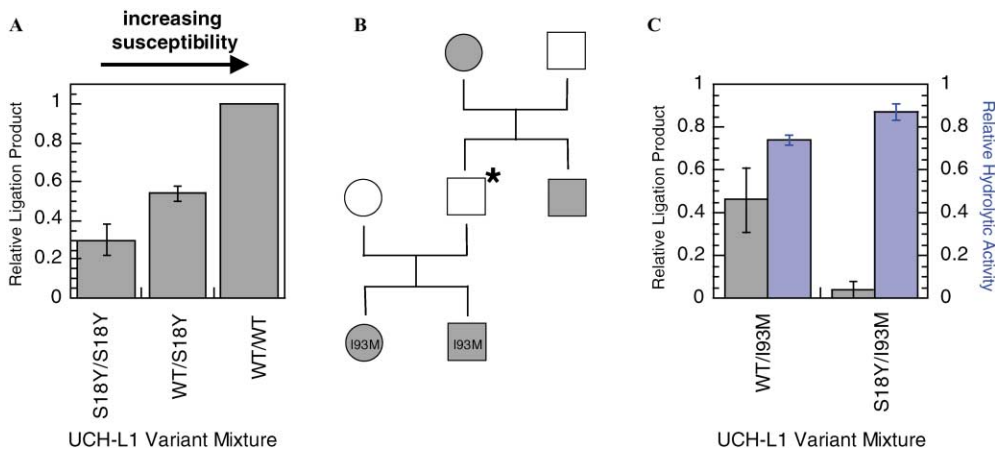 A
increasing
susceptibility
Relative Ligation Product
1
0.8
0.6
0.4
0.2
0
S18Y/S18Y
WT/S18Y
WT/WT
UCH-L1 Variant Mixture
B
*
I93M
I93M
C
Relative Ligation Product
1
0.8
0.6
0.4
0.2
0
1
0.8
0.6
0.4
0.2
0
Relative Hydrolytic Activity
WT/I93M
S18Y/I93M
UCH-L1 Variant Mixture